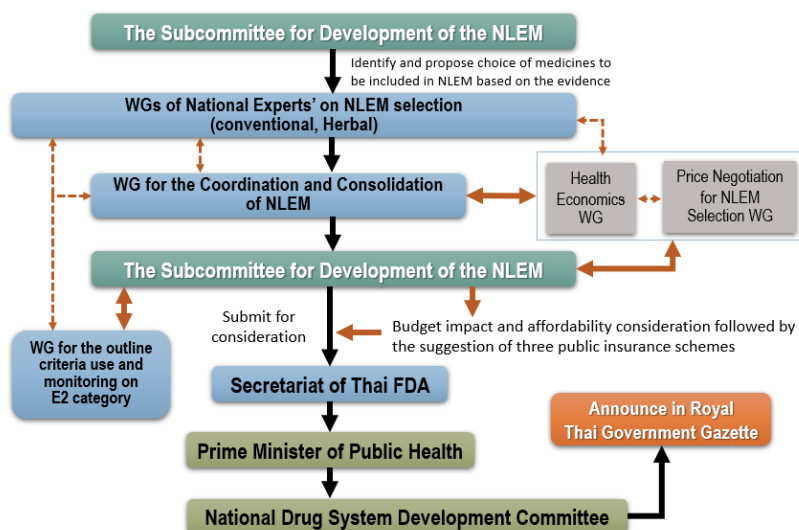 The Subcommittee for Development of the NLEM
Identify and propose choice of medicines to
be included in NLEM based on the evidence
WGs of National Experts' on NLEM selection
(conventional, Herbal)
WG for the Coordination and Consolidation
of NLEM
Health
Economics
WG
Price Negotiation
for NLEM
Selection WG
The Subcommittee for Development of the NLEM
Submit for
consideration
Budget impact and affordability consideration followed by
the suggestion of three public insurance schemes
WG for the outline
criteria use and
monitoring on
E2 category
Secretariat of Thai FDA
Announce in Royal
Thai Government Gazette
Prime Minister of Public Health
National Drug System Development Committee